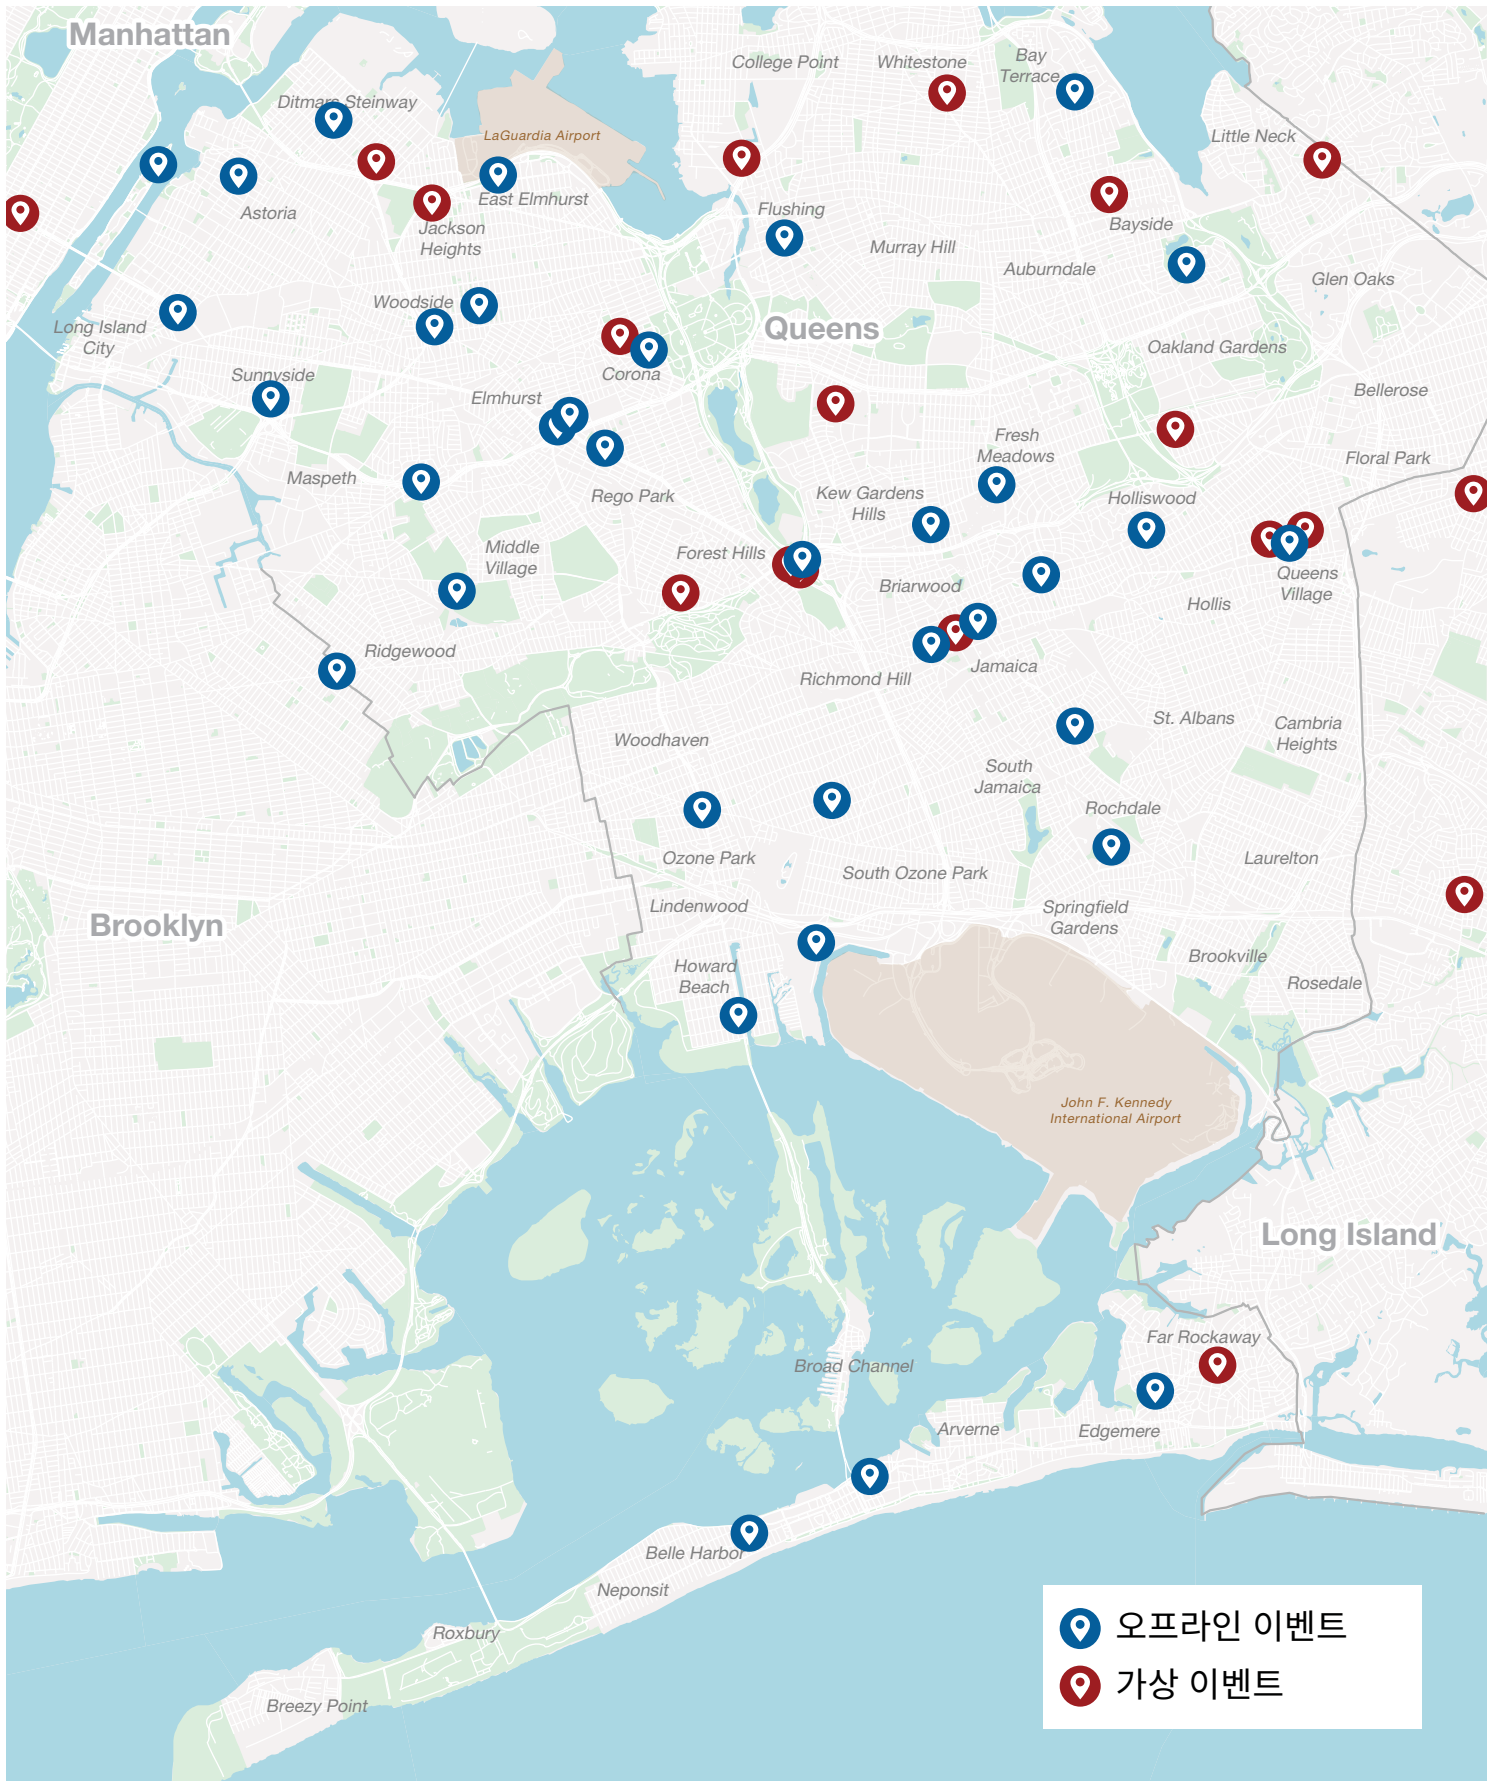 Manhattan
College Point
Whitestone
Bay
Terrace
Ditmars Steinway
LaGuardia Airport
Little Neck
East Elmhurst
Astoria
Flushing
Jackson
Heights
Bayside
Murray Hill
Auburndale
Glen Oaks
Woodside
Long Island
City
Queens
Oakland Gardens
Sunnyside
Corona
Elmhurst
Bellerose
Fresh
Meadows
Floral Park
Maspeth
Rego Park
Kew Gardens
Hills
Holliswood
Middle
Village
Forest Hills
Briarwood
Queens
Village
Hollis
Ridgewood
Jamaica
Richmond Hill
St. Albans
Cambria
Heights
Woodhaven
South
Jamaica
Rochdale
Ozone Park
South Ozone Park
Laurelton
Lindenwood
Springfield
Gardens
Brooklyn
Howard
Beach
Brookville
Rosedale
John F. Kennedy
International Airport
Long Island
Far Rockaway
Broad Channel
Arverne
Edgemere
Belle Harbor
Neponsit
Roxbury
Breezy Point
오프라인 이벤트
가상 이벤트